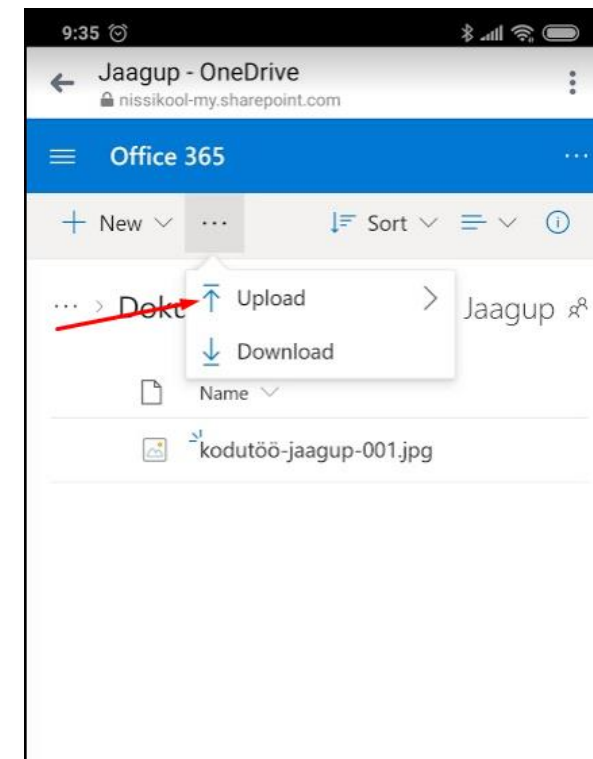 9:35
Jaagup - OneDrive
nissikool-my.sharepoint.com
Office 365
New ... Sort
Upload
... > Jaagup
Download
Name
kodutöö-jaagup-001.jpg